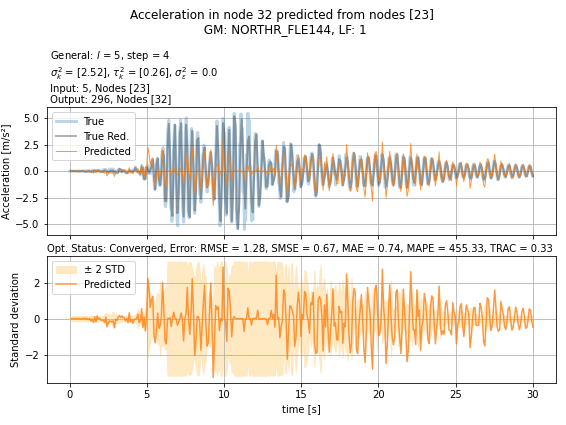 Acceleration in node 32 predicted from nodes [23]
GM: NORTHR_FLE144, LF: 1
General: l = 5, step = 4
σ²ₖ = [2.52], τ²ₖ = [0.26], σ²ε = 0.0
Input: 5, Nodes [23]
Output: 296, Nodes [32]
Acceleration [m/s²]
5.0
2.5
0.0
−2.5
−5.0
True
True Red.
Predicted
Opt. Status: Converged, Error: RMSE = 1.28, SMSE = 0.67, MAE = 0.74, MAPE = 455.33, TRAC = 0.33
Standard deviation
2
0
−2
± 2 STD
Predicted
0 5 10 15 20 25 30
time [s]